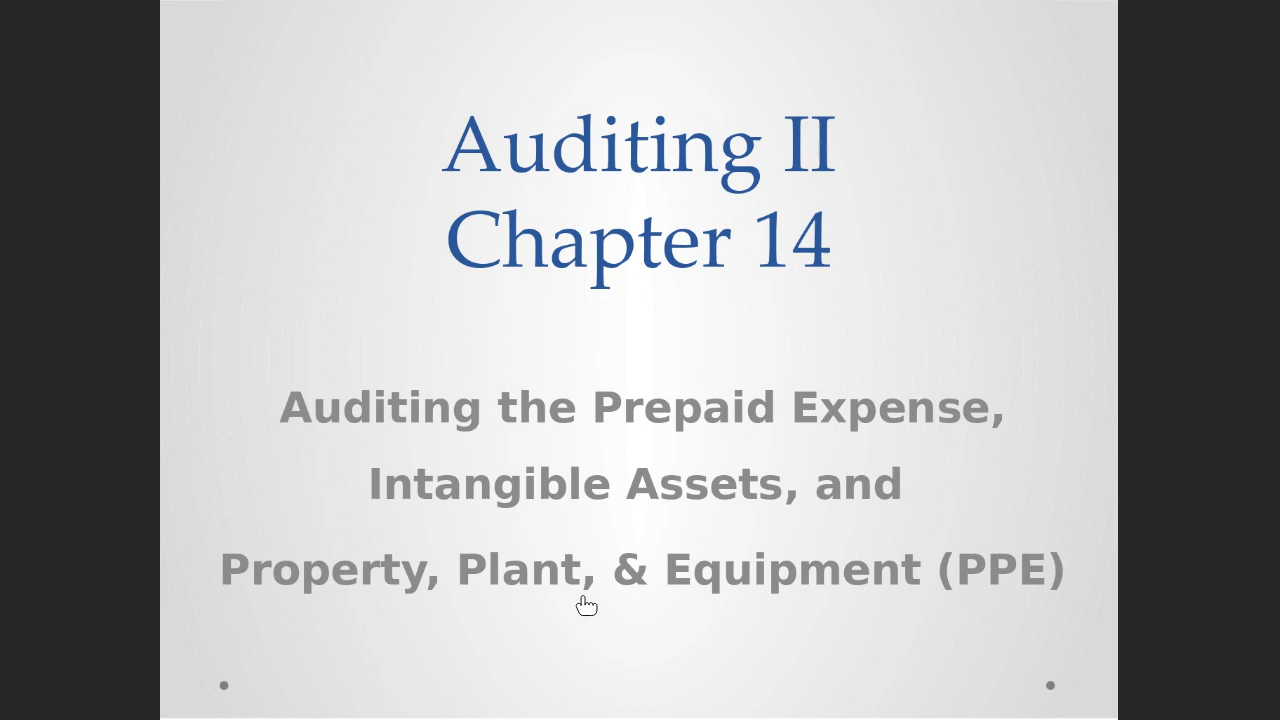 Auditing II
Chapter 14
Auditing the Prepaid Expense,
Intangible Assets, and
Property, Plant, & Equipment (PPE)